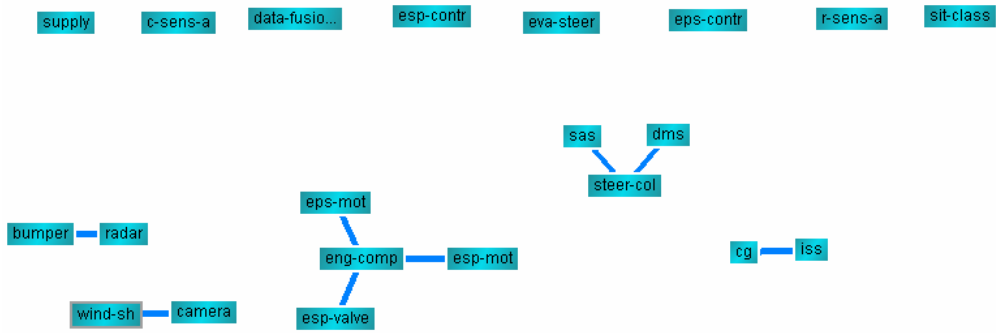 supply
c-sens-a
data-fusio...
esp-contr
eva-steer
eps-contr
r-sens-a
sit-class
sas
dms
steer-col
eps-mot
bumper
radar
eng-comp
esp-mot
cg
iss
wind-sh
camera
esp-valve